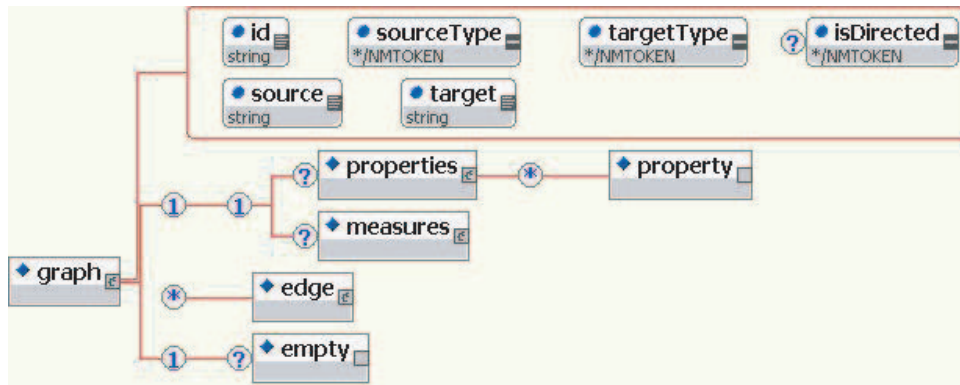 id sourceType targetType ? isDirected
string */NMTOKEN */NMTOKEN */NMTOKEN
source target
string string
? properties * property
1 1
? measures
graph
* edge
1 ? empty